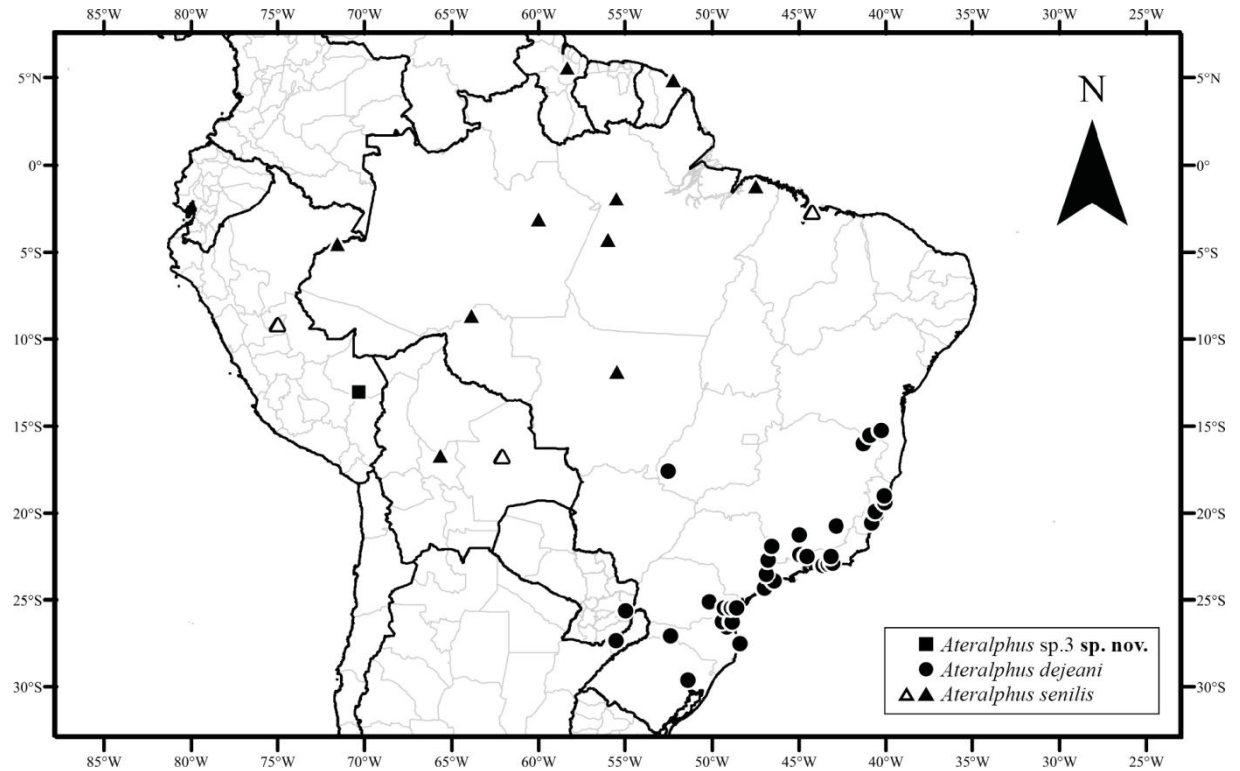 85°W 80°W 75°W 70°W 65°W 60°W 55°W 50°W 45°W 40°W 35°W 30°W 25°W
5°N 5°N
N
0° 0°
5°S 5°S
10°S 10°S
15°S 15°S
20°S 20°S
25°S 25°S
Ateralphus sp.3 sp. nov.
Ateralphus dejeani
30°S 30°S
Ateralphus senilis
85°W 80°W 75°W 70°W 65°W 60°W 55°W 50°W 45°W 40°W 35°W 30°W 25°W